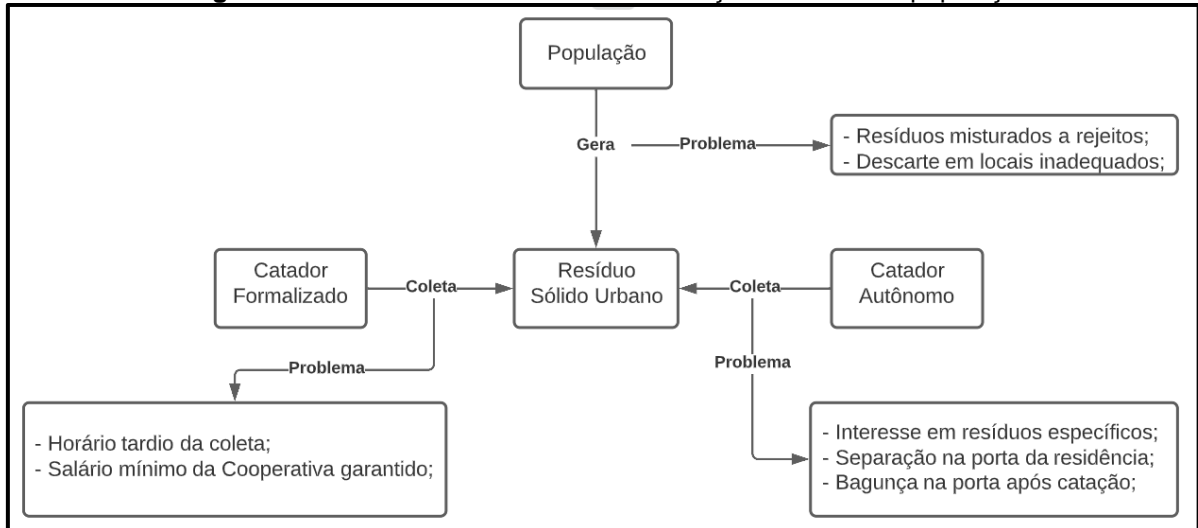 População
Gera
Problema
- Resíduos misturados a rejeitos;
- Descarte em locais inadequados;
Catador
Formalizado
Coleta
Resíduo
Sólido Urbano
Coleta
Catador
Autônomo
Problema
Problema
- Horário tardio da coleta;
- Salário mínimo da Cooperativa garantido;
- Interesse em resíduos específicos;
- Separação na porta da residência;
- Bagunça na porta após catação;